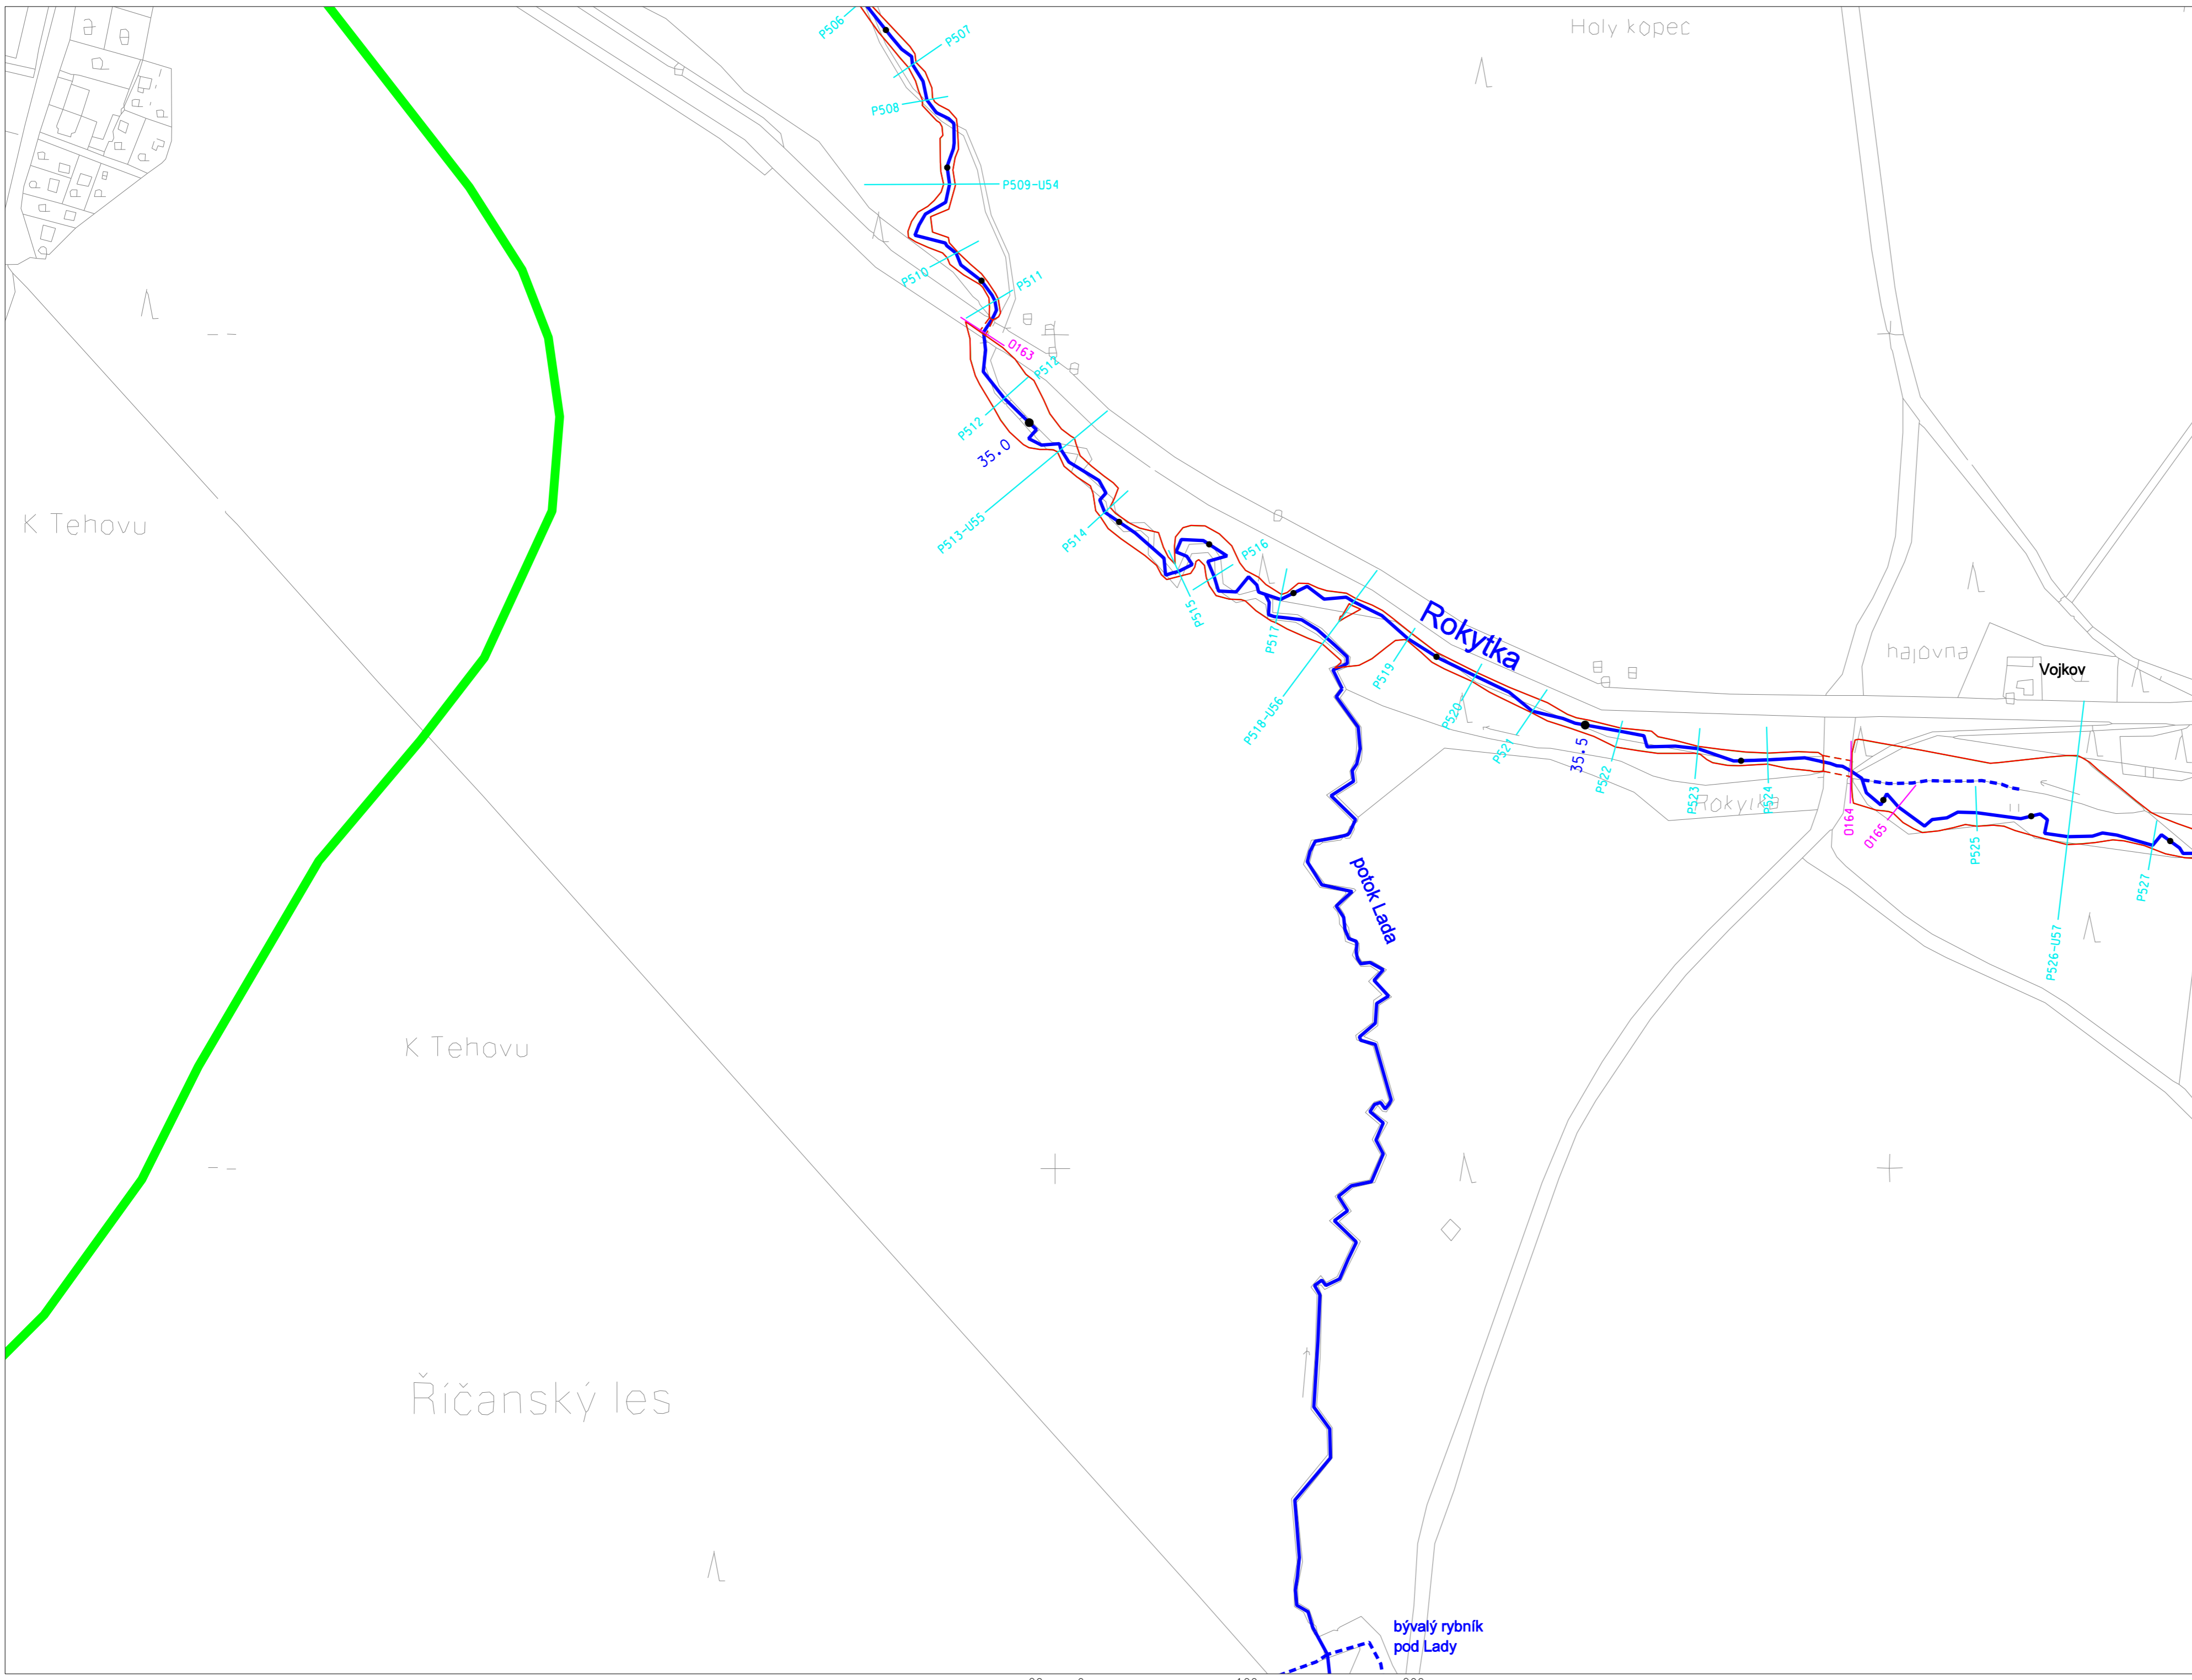 Holy kopec
P506
P507
P508
P509-U54
P510
P511
O163
P512
P512
35.0
K Tehovu
P513-U55
P514
P515
P516
P517
P518-U56
Rokytka
P519
P520
P521
35.5
P522
P523
P524
Rokytka
hajovna
Vojkov
O164
O165
P525
P526-U57
P527
potok Lada
K Tehovu
Říčanský les
bývalý rybník
pod Lady